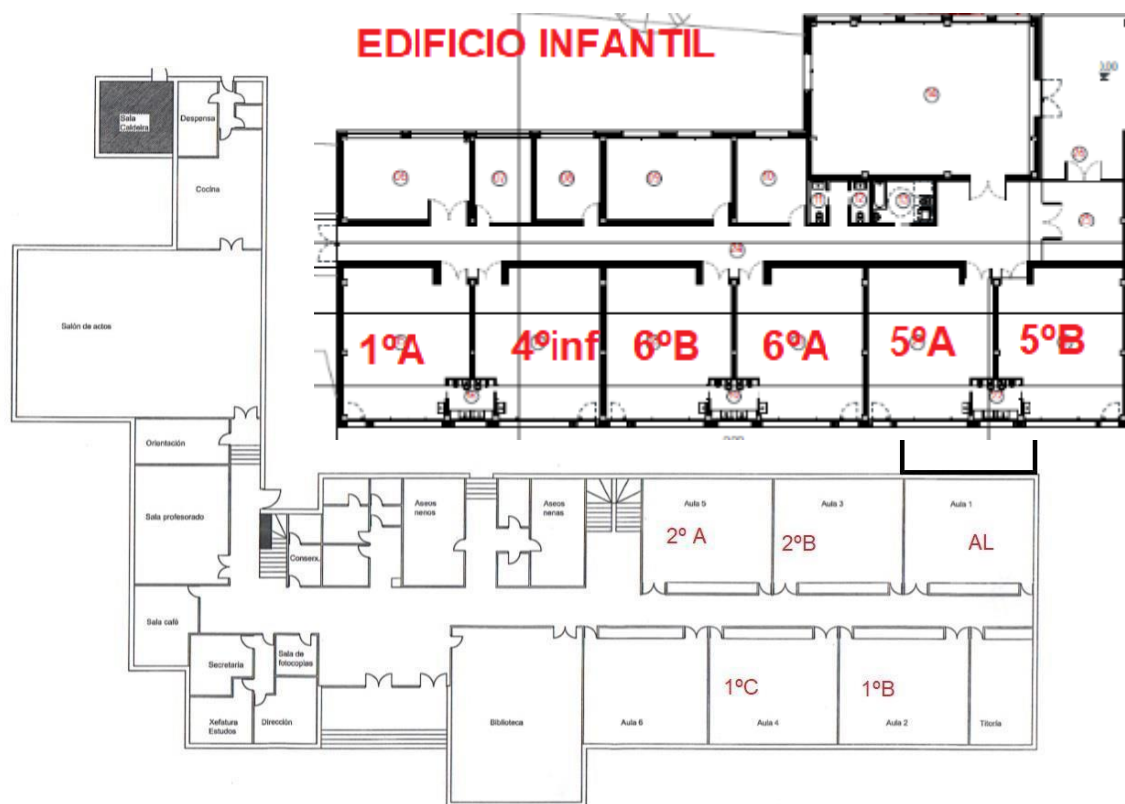 EDIFICIO INFANTIL
Sala
Caldeira
Despensa
Cocina
Salón de actos
1ºA
4ºinf
6ºB
6ºA
5ºA
5ºB
Orientación
Sala profesorado
Conserx.
Aseos
nenos
Aseos
nenas
Aula 5
2º A
Aula 3
2ºB
Aula 1
AL
Sala café
Secretaría
Sala de
fotocopias
Xefatura
Estudos
Dirección
Biblioteca
Aula 6
1ºC
Aula 4
1ºB
Aula 2
Titoría